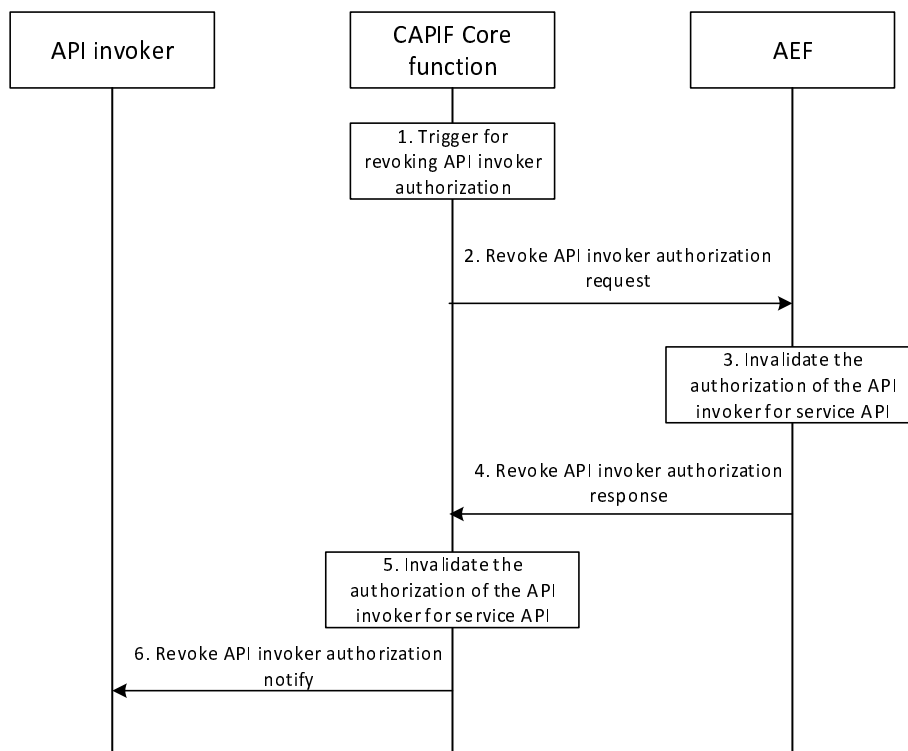 API invoker
CAPIF Core
function
AEF
1. Trigger for
revoking API invoker
authorization
2. Revoke API invoker authorization
request
3. Invalidate the
authorization of the API
invoker for service API
4. Revoke API invoker authorization
response
5. Invalidate the
authorization of the API
invoker for service API
6. Revoke API invoker authorization
notify